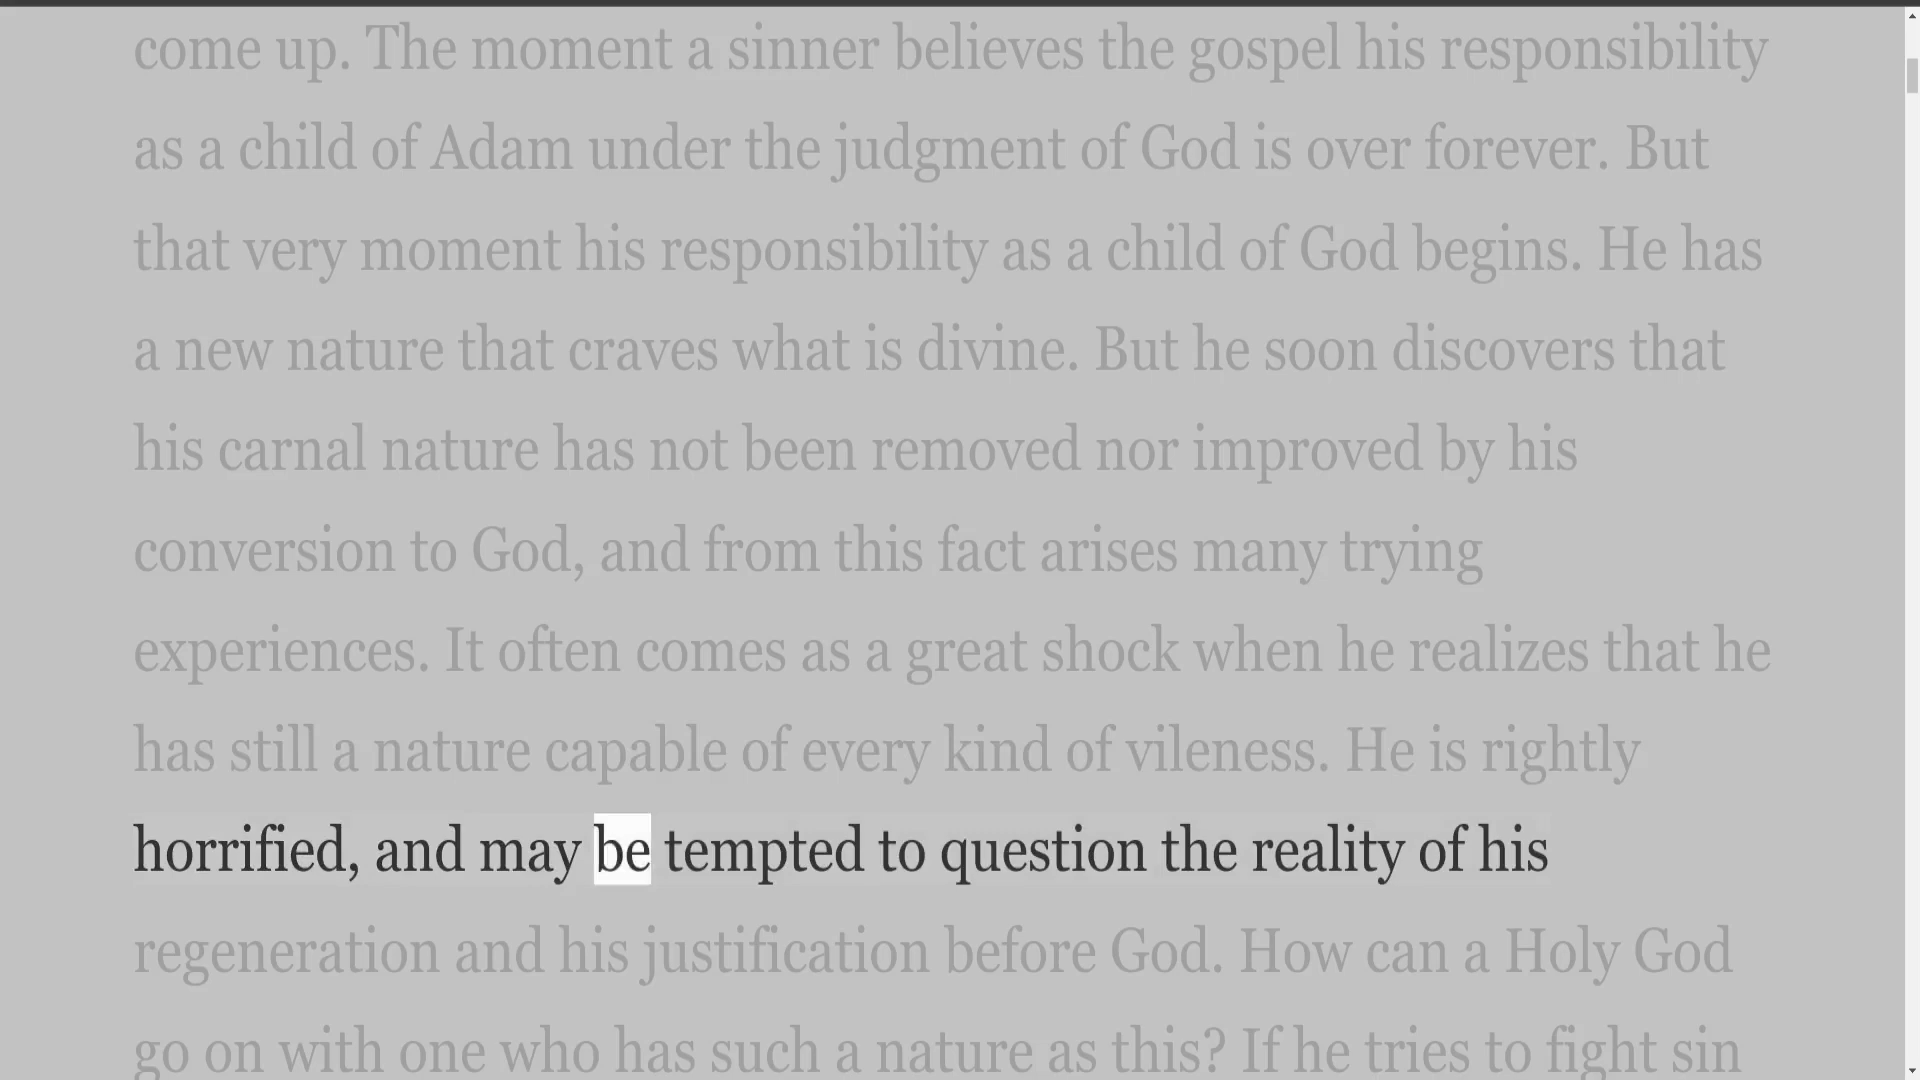 come up. The moment a sinner believes the gospel his responsibility
as a child of Adam under the judgment of God is over forever. But
that very moment his responsibility as a child of God begins. He has
a new nature that craves what is divine. But he soon discovers that
his carnal nature has not been removed nor improved by his
conversion to God, and from this fact arises many trying
experiences. It often comes as a great shock when he realizes that he
has still a nature capable of every kind of vileness. He is rightly
horrified, and may be tempted to question the reality of his
regeneration and his justification before God. How can a Holy God
go on with one who has such a nature as this? If he tries to fight sin